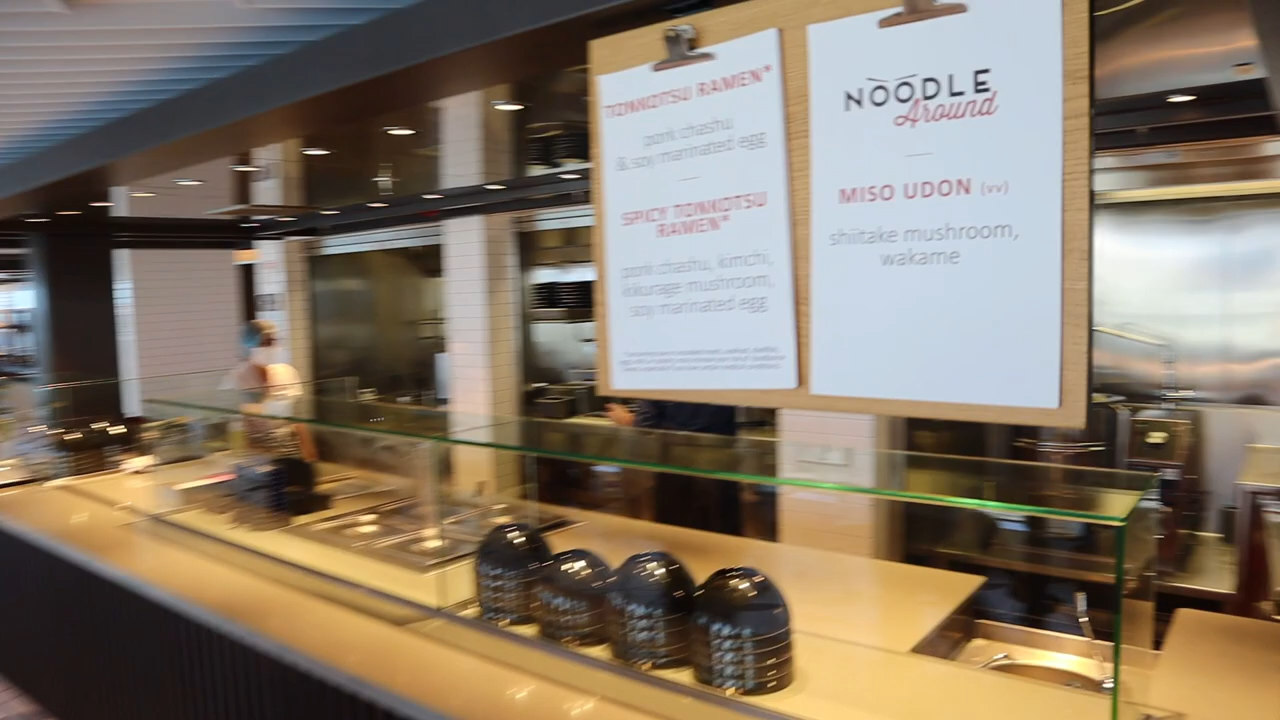 TONKOTSU RAMEN*
pork chashu
& soy marinated egg
SPICY TONKOTSU
RAMEN*
pork chashu, kimchi,
kikurage mushroom,
soy marinated egg
NOODLE
Around
MISO UDON (vv)
shiitake mushroom,
wakame